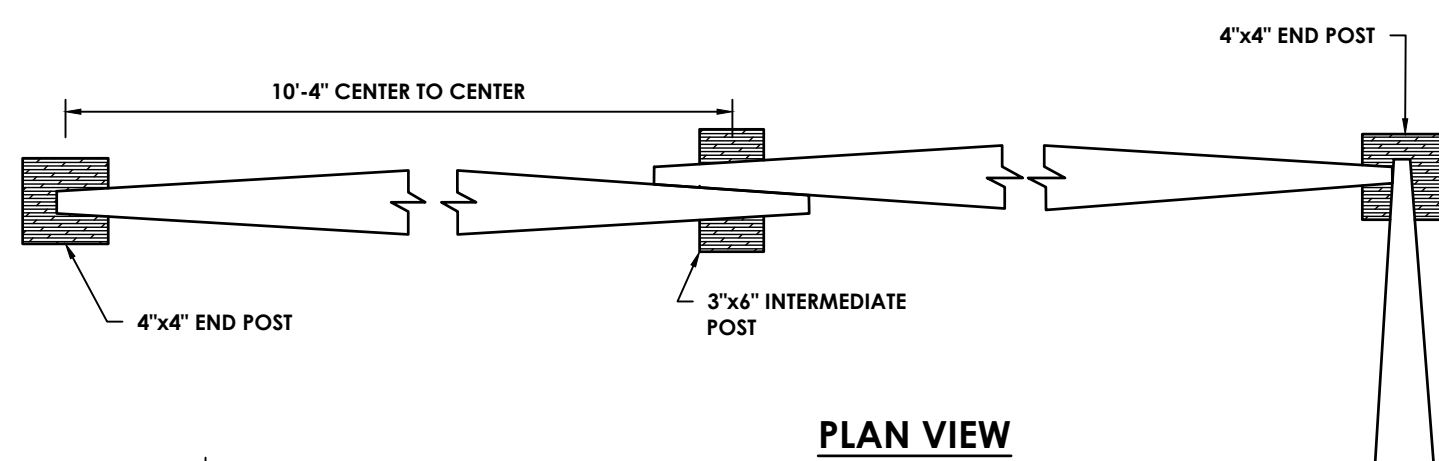 4"x4" END POST
10'-4" CENTER TO CENTER
4"x4" END POST
3"x6" INTERMEDIATE
POST
PLAN VIEW